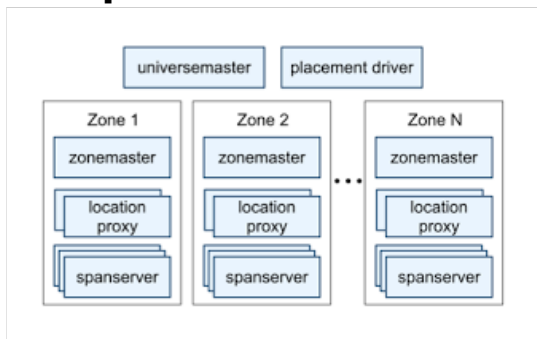 universemaster placement driver
Zone 1 Zone 2 Zone N
zonemaster zonemaster zonemaster
...
location location location
proxy proxy proxy
spanserver spanserver spanserver